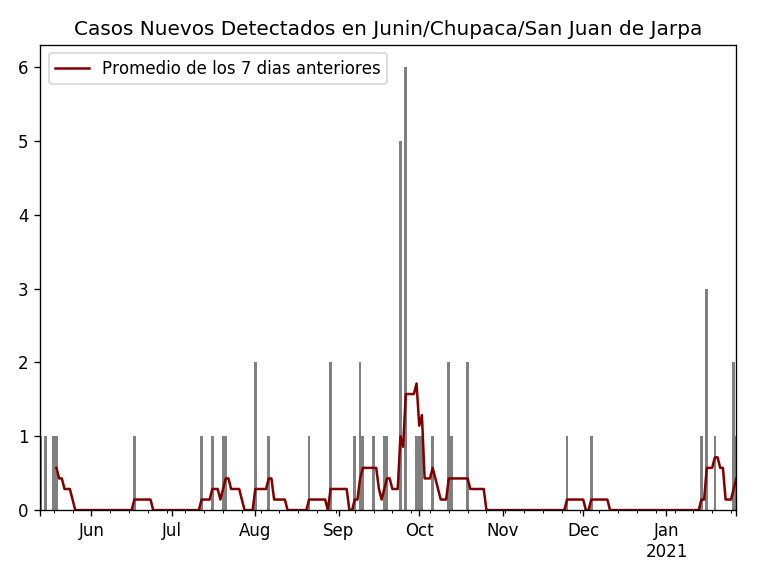 Casos Nuevos Detectados en Junin/Chupaca/San Juan de Jarpa
Promedio de los 7 dias anteriores
6
5
4
3
2
1
0
Jun Jul Aug Sep Oct Nov Dec Jan
2021